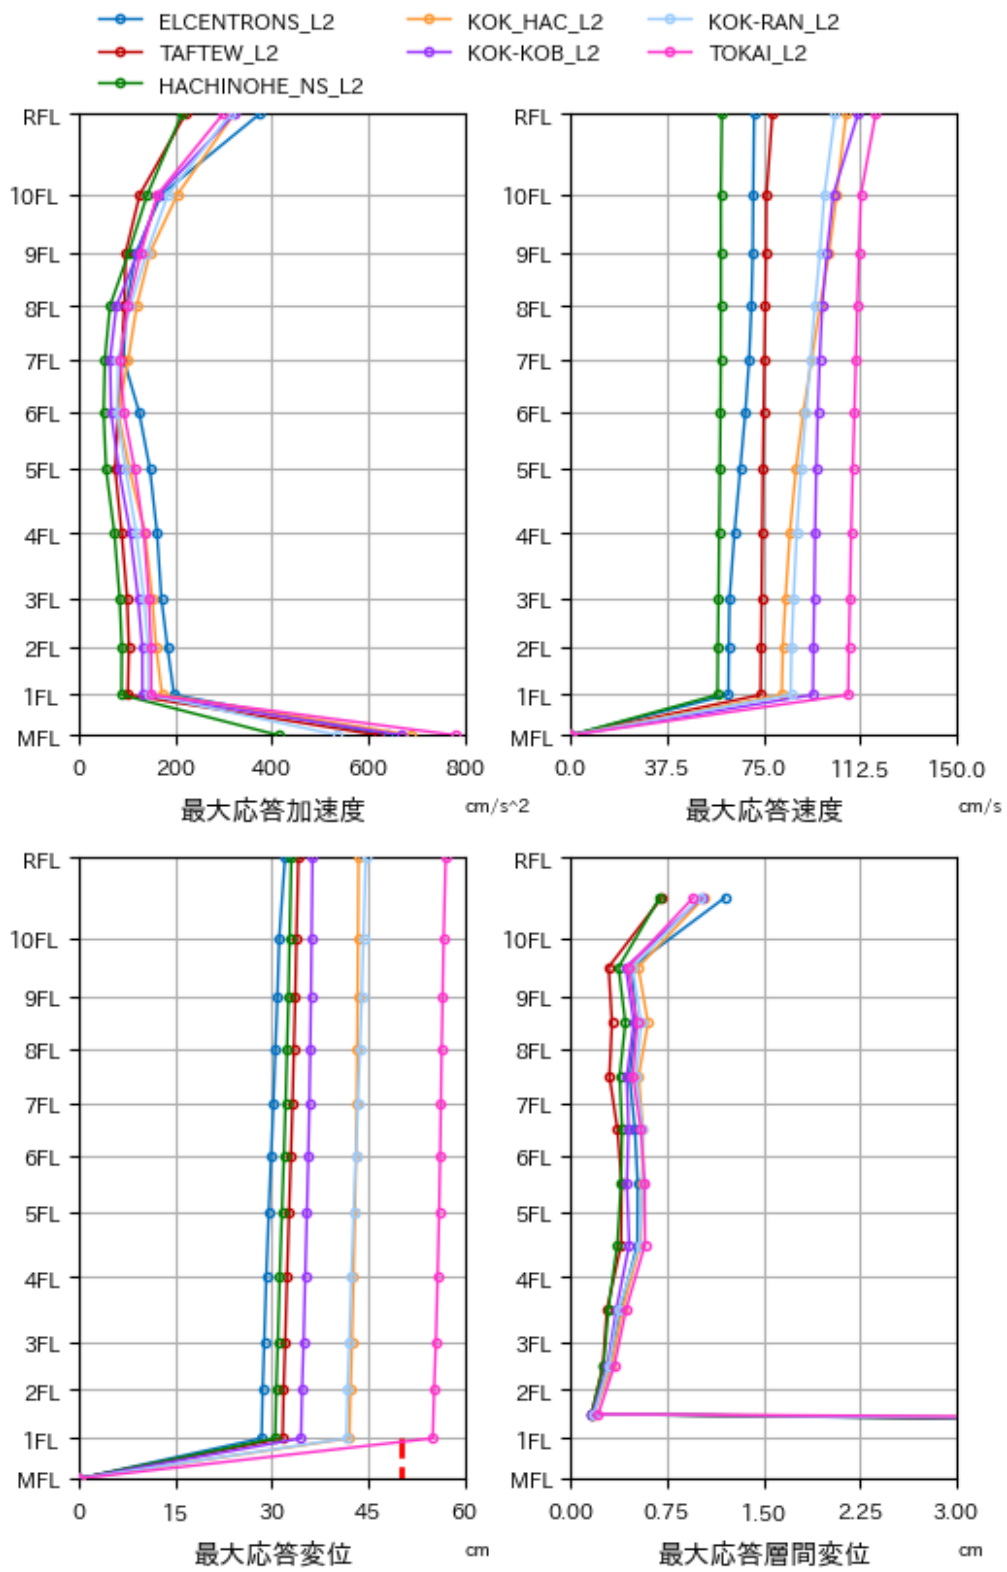 ELCENTRONS_L2 KOK_HAC_L2 KOK-RAN_L2
TAFTEW_L2 KOK-KOB_L2 TOKAI_L2
HACHINOHE_NS_L2
RFL
10FL
9FL
8FL
7FL
6FL
5FL
4FL
3FL
2FL
1FL
MFL
0 200 400 600 800
最大応答加速度 cm/s^2
RFL
10FL
9FL
8FL
7FL
6FL
5FL
4FL
3FL
2FL
1FL
MFL
0.0 37.5 75.0 112.5 150.0
最大応答速度 cm/s
RFL
10FL
9FL
8FL
7FL
6FL
5FL
4FL
3FL
2FL
1FL
MFL
0 15 30 45 60
最大応答変位 cm
RFL
10FL
9FL
8FL
7FL
6FL
5FL
4FL
3FL
2FL
1FL
MFL
0.00 0.75 1.50 2.25 3.00
最大応答層間変位 cm